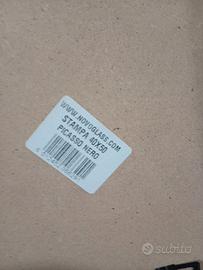 WWW.NOVOGLASS.COM
STAMPA 40X50
PICASSO NERO
subito